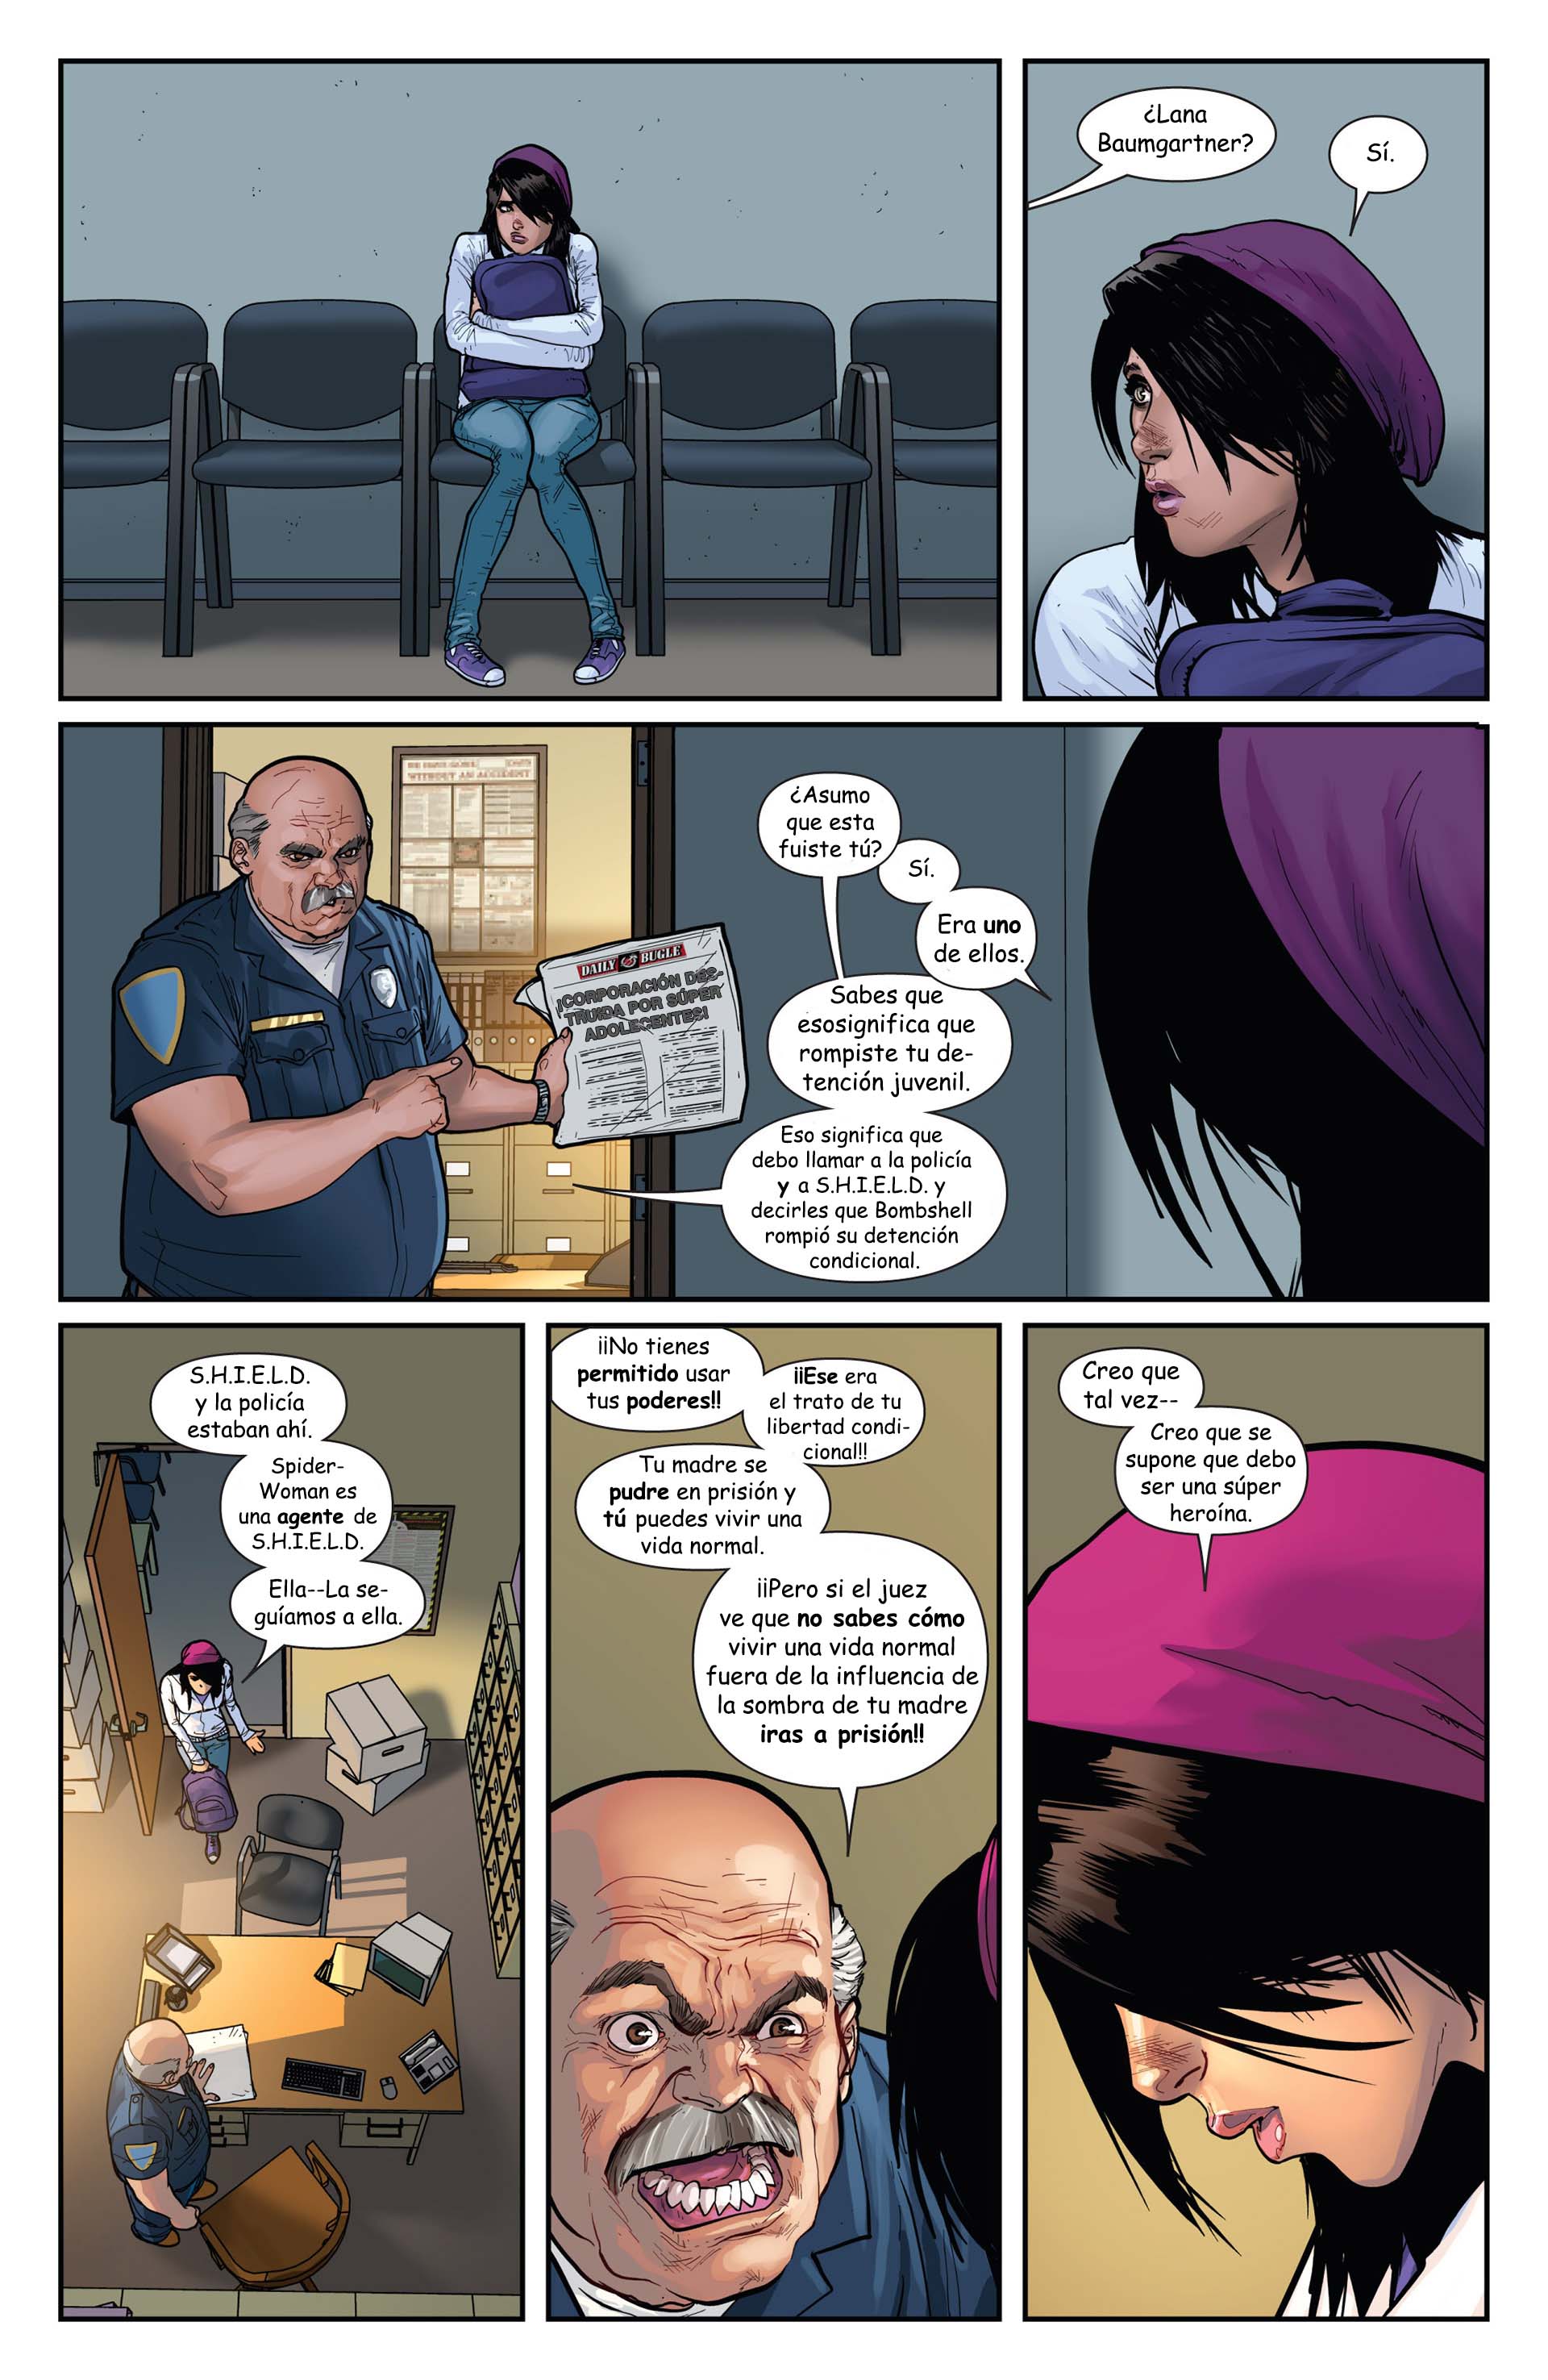 ¿Lana
Baumgartner?
Sí.
¿Asumo
que esta
fuiste tú?
Sí.
Era uno
de ellos.
DAILY BUGLE
¡CORPORACIÓN DES-
TRUIDA POR SÚPER
ADOLECENTES!
WITHOUT AN ACCIDENT
Sabes que
esosignifica que
rompiste tu de-
tención juvenil.
Eso significa que
debo llamar a la policía
y a S.H.I.E.L.D. y
decirles que Bombshell
rompió su detención
condicional.
S.H.I.E.L.D.
y la policía
estaban ahí.
Spider-
Woman es
una agente de
S.H.I.E.L.D.
Ella--La se-
guíamos a ella.
¡¡No tienes
permitido usar
tus poderes!!
¡¡Ese era
el trato de tu
libertad condi-
cional!!
Tu madre se
pudre en prisión y
tú puedes vivir una
vida normal.
¡¡Pero si el juez
ve que no sabes cómo
vivir una vida normal
fuera de la influencia de
la sombra de tu madre
iras a prisión!!
Creo que
tal vez--
Creo que se
supone que debo
ser una súper
heroína.